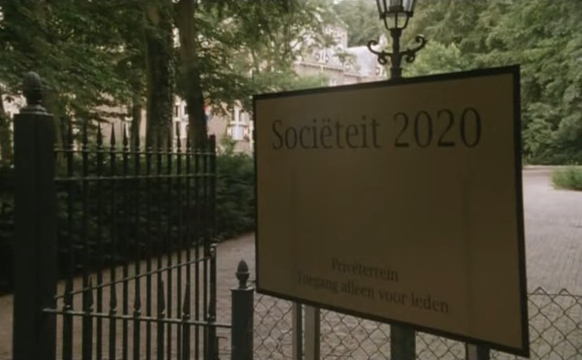 Sociëteit 2020
Privéterrein
Toegang alleen voor leden